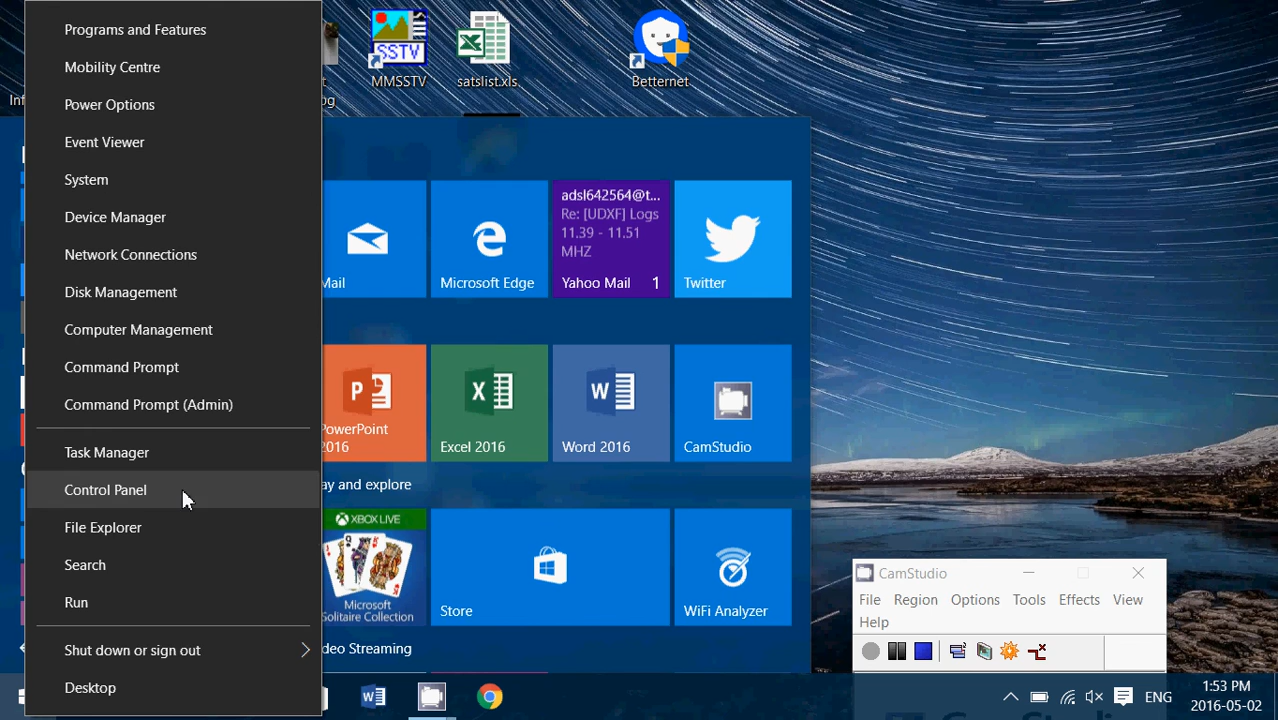 Programs and Features
Mobility Centre
Power Options
Event Viewer
System
Device Manager
Network Connections
Disk Management
Computer Management
Command Prompt
Command Prompt (Admin)
Task Manager
Control Panel
File Explorer
Search
Run
Shut down or sign out
Desktop
SSTV
MMSSTV
satslist.xls
Betternet
Mail
Microsoft Edge
adsl642564@t...
Re: [UDXF] Logs
11.39 - 11.51
MHZ
Yahoo Mail 1
Twitter
PowerPoint
2016
Excel 2016
Word 2016
CamStudio
ay and explore
XBOX LIVE
Microsoft
Solitaire Collection
Store
WiFi Analyzer
deo Streaming
CamStudio
File Region Options Tools Effects View
Help
ENG
1:53 PM
2016-05-02